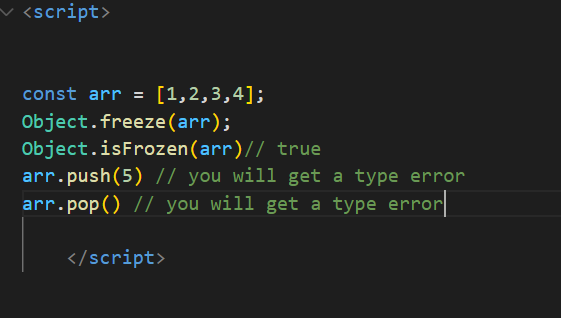 <script>
const arr = [1,2,3,4];
Object.freeze(arr);
Object.isFrozen(arr)// true
arr.push(5) // you will get a type error
arr.pop() // you will get a type error
</script>